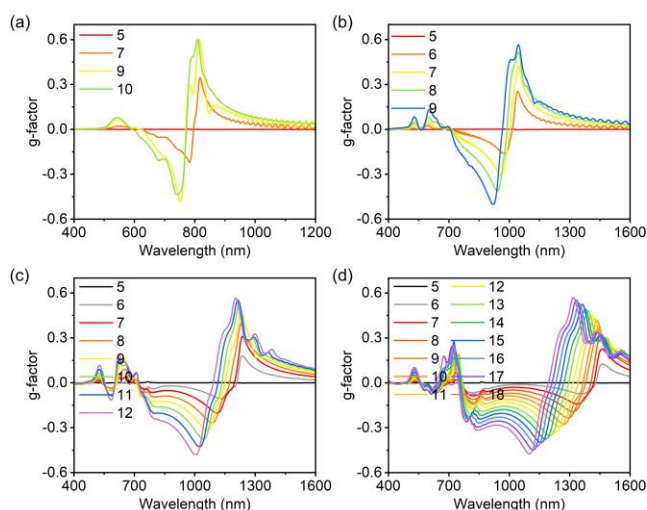 (a)
5
7
9
10
0.6
0.3
0.0
-0.3
-0.6
g-factor
400 600 800 1000 1200
Wavelength (nm)
(b)
5
6
7
8
9
0.6
0.3
0.0
-0.3
-0.6
g-factor
400 700 1000 1300 1600
Wavelength (nm)
(c)
5
6
7
8
9
10
11
12
0.6
0.3
0.0
-0.3
-0.6
g-factor
400 700 1000 1300 1600
Wavelength (nm)
(d)
5 12
6 13
7 14
8 15
9 16
10 17
11 18
0.6
0.3
0.0
-0.3
-0.6
g-factor
400 700 1000 1300 1600
Wavelength (nm)